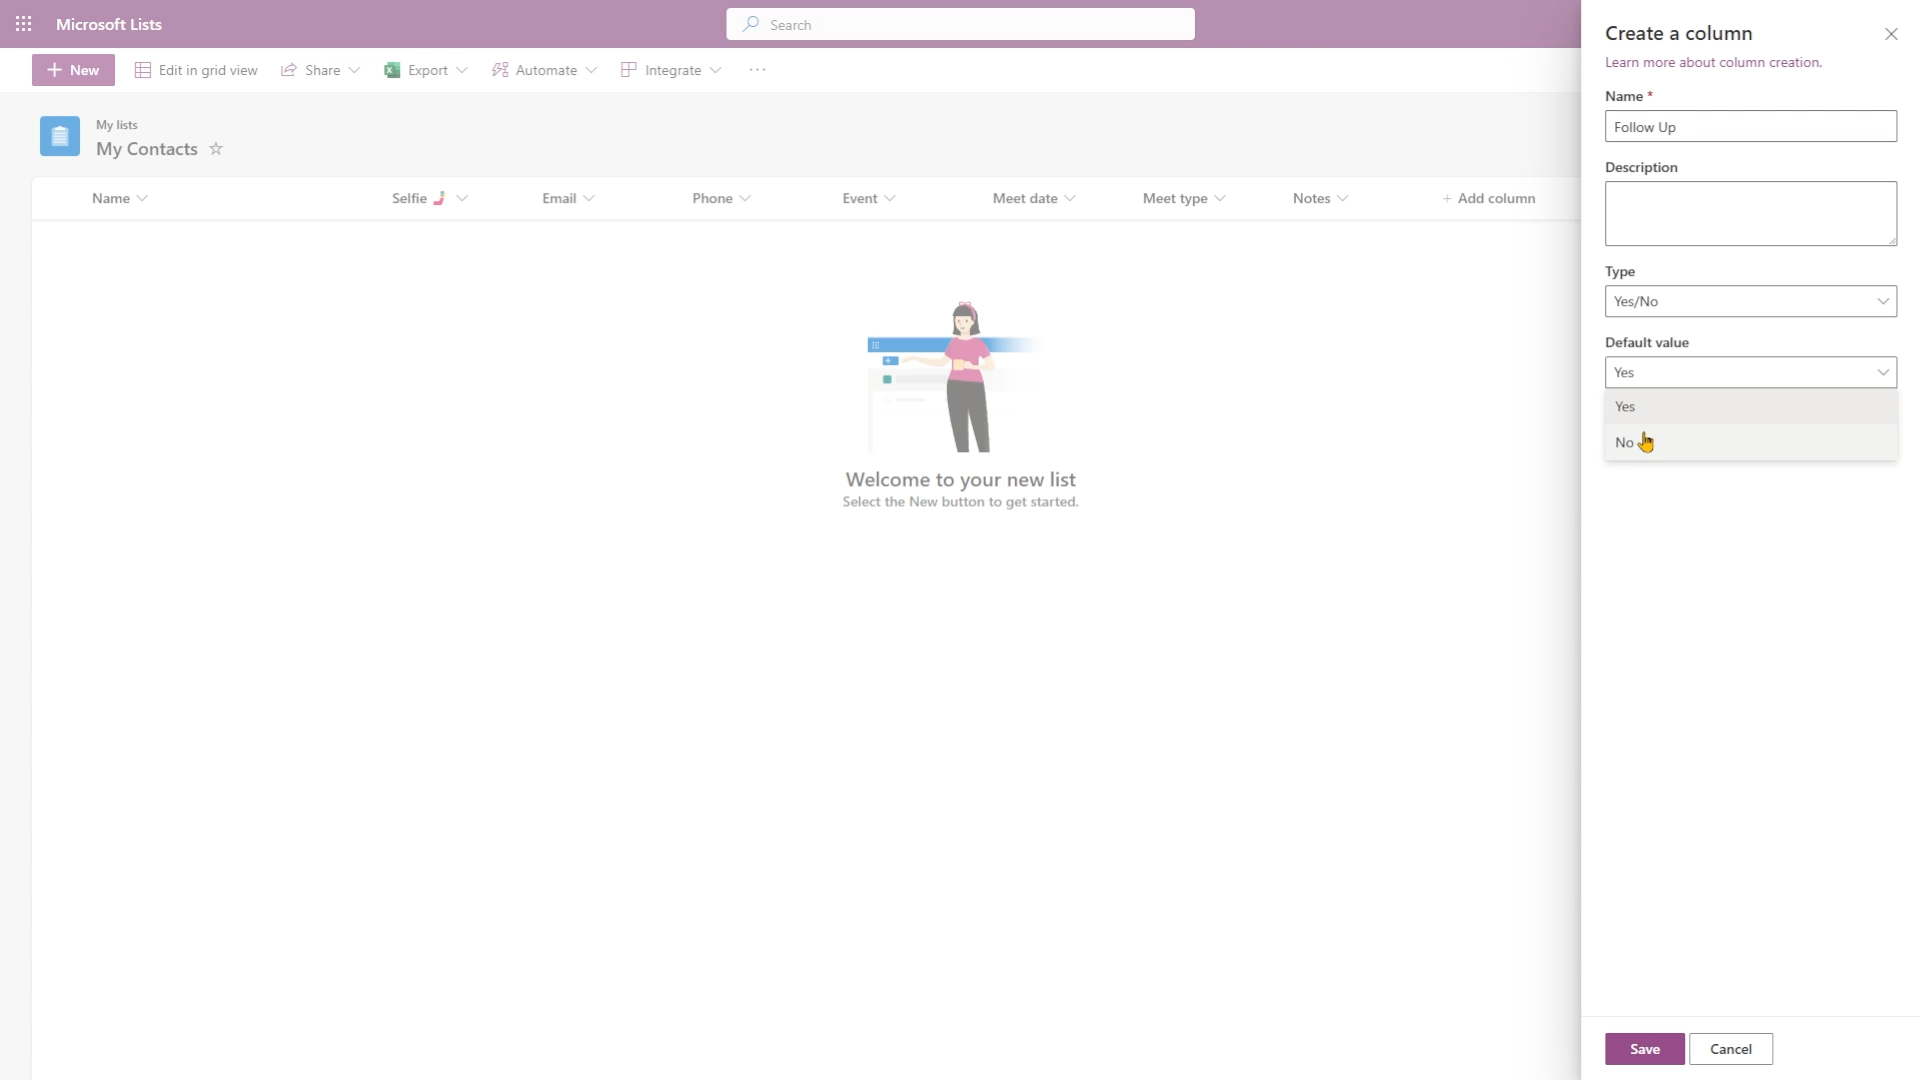 Microsoft Lists
Search
New
Edit in grid view
Share
Export
Automate
Integrate
My lists
My Contacts
Name
Selfie
Email
Phone
Event
Meet date
Meet type
Notes
+ Add column
Welcome to your new list
Select the New button to get started.
Create a column
Learn more about column creation.
Name *
Follow Up
Description
Type
Yes/No
Default value
Yes
Yes
No
Save
Cancel